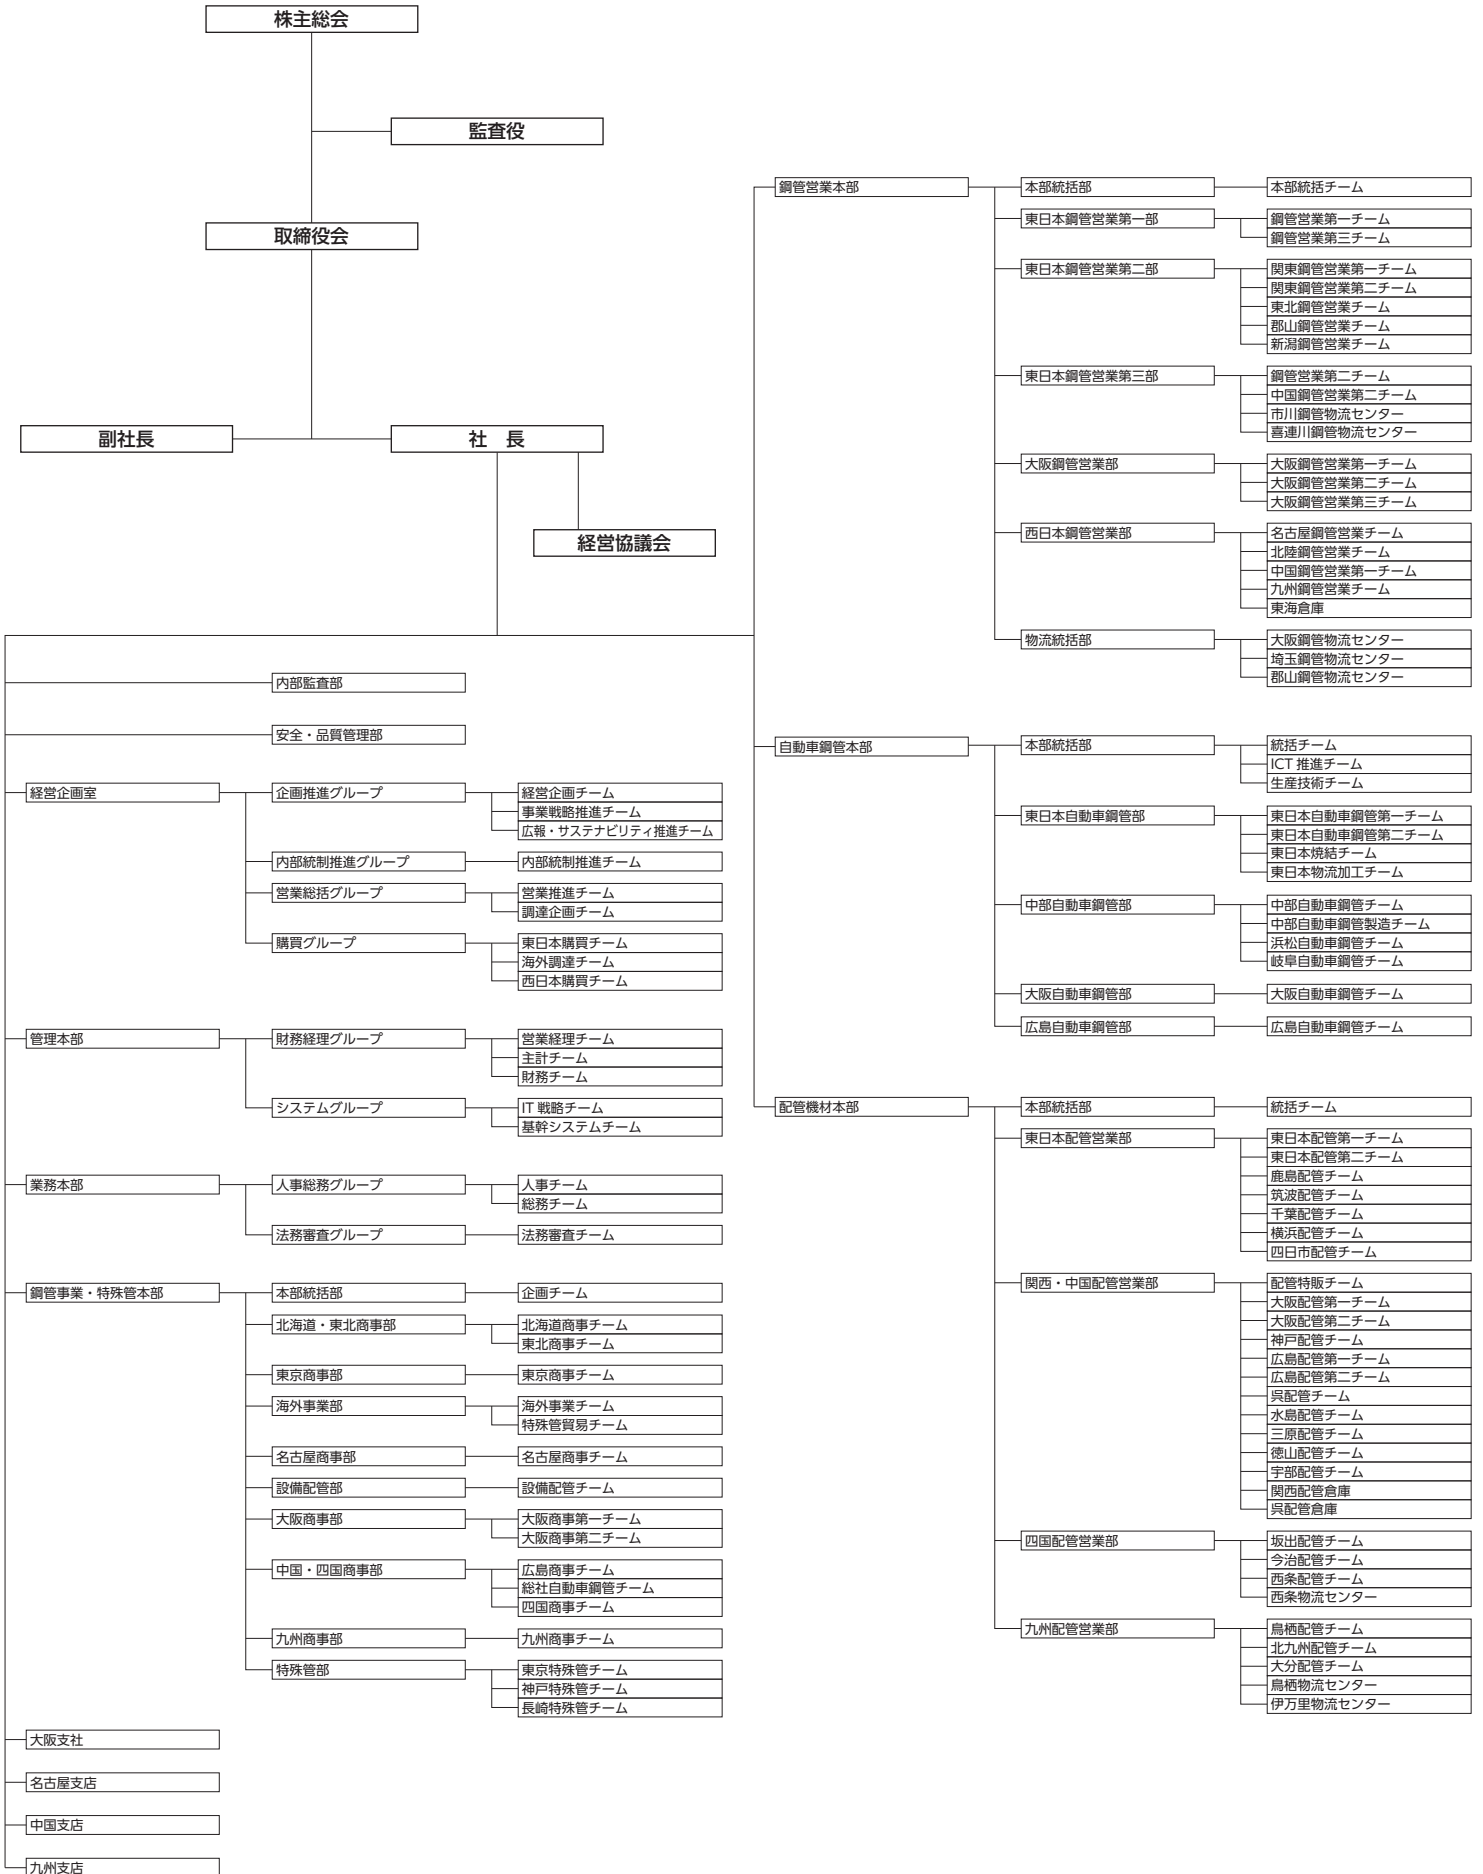 株主総会
監査役
取締役会
副社長
社　長
経営協議会
内部監査部
安全・品質管理部
経営企画室
企画推進グループ
経営企画チーム
事業戦略推進チーム
広報・サステナビリティ推進チーム
内部統制推進グループ
内部統制推進チーム
営業総括グループ
営業推進チーム
調達企画チーム
購買グループ
東日本購買チーム
海外調達チーム
西日本購買チーム
管理本部
財務経理グループ
営業経理チーム
主計チーム
財務チーム
システムグループ
IT 戦略チーム
基幹システムチーム
業務本部
人事総務グループ
人事チーム
総務チーム
法務審査グループ
法務審査チーム
鋼管事業・特殊管本部
本部統括部
企画チーム
北海道・東北商事部
北海道商事チーム
東北商事チーム
東京商事部
東京商事チーム
海外事業部
海外事業チーム
特殊管貿易チーム
名古屋商事部
名古屋商事チーム
設備配管部
設備配管チーム
大阪商事部
大阪商事第一チーム
大阪商事第二チーム
中国・四国商事部
広島商事チーム
総社自動車鋼管チーム
四国商事チーム
九州商事部
九州商事チーム
特殊管部
東京特殊管チーム
神戸特殊管チーム
長崎特殊管チーム
大阪支社
名古屋支店
中国支店
九州支店
鋼管営業本部
本部統括部
本部統括チーム
東日本鋼管営業第一部
鋼管営業第一チーム
鋼管営業第三チーム
東日本鋼管営業第二部
関東鋼管営業第一チーム
関東鋼管営業第二チーム
東北鋼管営業チーム
郡山鋼管営業チーム
新潟鋼管営業チーム
東日本鋼管営業第三部
鋼管営業第二チーム
中国鋼管営業第二チーム
市川鋼管物流センター
喜連川鋼管物流センター
大阪鋼管営業部
大阪鋼管営業第一チーム
大阪鋼管営業第二チーム
大阪鋼管営業第三チーム
西日本鋼管営業部
名古屋鋼管営業チーム
北陸鋼管営業チーム
中国鋼管営業第一チーム
九州鋼管営業チーム
東海倉庫
物流統括部
大阪鋼管物流センター
埼玉鋼管物流センター
郡山鋼管物流センター
自動車鋼管本部
本部統括部
統括チーム
ICT 推進チーム
生産技術チーム
東日本自動車鋼管部
東日本自動車鋼管第一チーム
東日本自動車鋼管第二チーム
東日本焼結チーム
東日本物流加工チーム
中部自動車鋼管部
中部自動車鋼管チーム
中部自動車鋼管製造チーム
浜松自動車鋼管チーム
岐阜自動車鋼管チーム
大阪自動車鋼管部
大阪自動車鋼管チーム
広島自動車鋼管部
広島自動車鋼管チーム
配管機材本部
本部統括部
統括チーム
東日本配管営業部
東日本配管第一チーム
東日本配管第二チーム
鹿島配管チーム
筑波配管チーム
千葉配管チーム
横浜配管チーム
四日市配管チーム
関西・中国配管営業部
配管特販チーム
大阪配管第一チーム
大阪配管第二チーム
神戸配管チーム
広島配管第一チーム
広島配管第二チーム
呉配管チーム
水島配管チーム
三原配管チーム
徳山配管チーム
宇部配管チーム
関西配管倉庫
呉配管倉庫
四国配管営業部
坂出配管チーム
今治配管チーム
西条配管チーム
西条物流センター
九州配管営業部
鳥栖配管チーム
北九州配管チーム
大分配管チーム
鳥栖物流センター
伊万里物流センター